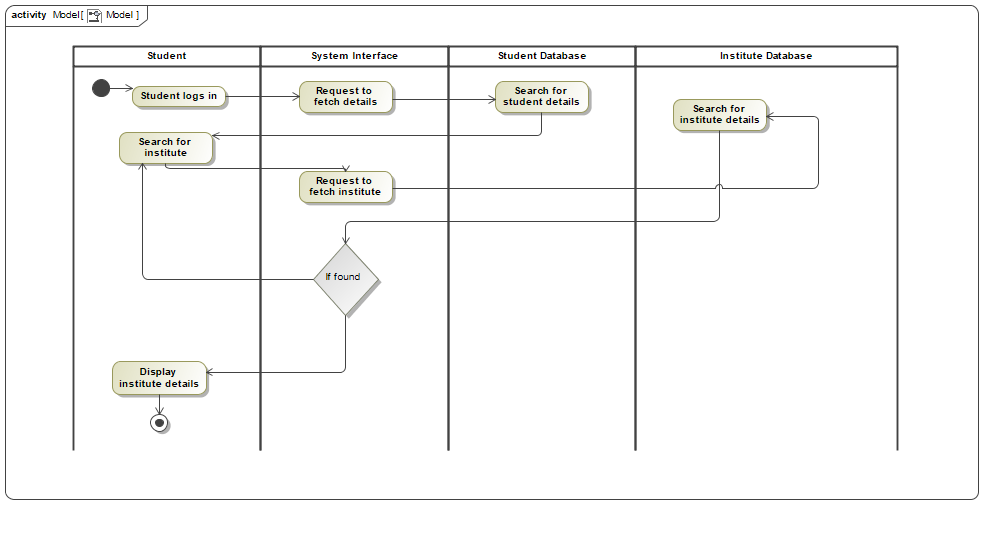 activity Model[ Model ]
Student
System Interface
Student Database
Institute Database
Student logs in
Request to
fetch details
Search for
student details
Search for
institute details
Search for
institute
Request to
fetch institute
If found
Display
institute details